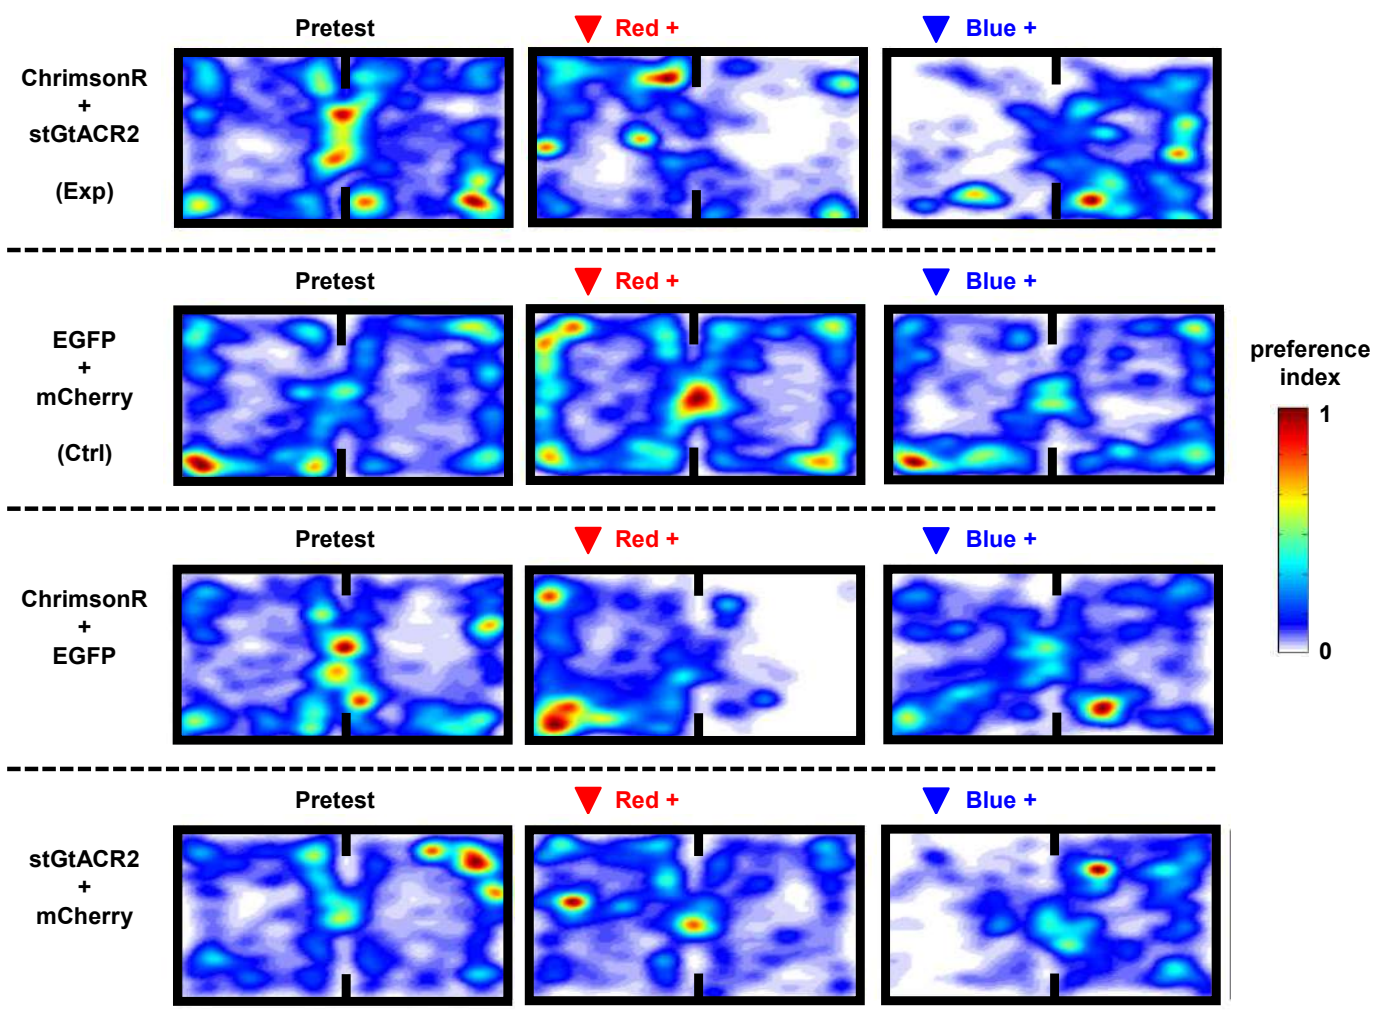 Pretest
Red +
Blue +
ChrimsonR
+
stGtACR2
(Exp)
Pretest
Red +
Blue +
EGFP
+
mCherry
(Ctrl)
preference
index
1
0
Pretest
Red +
Blue +
ChrimsonR
+
EGFP
Pretest
Red +
Blue +
stGtACR2
+
mCherry